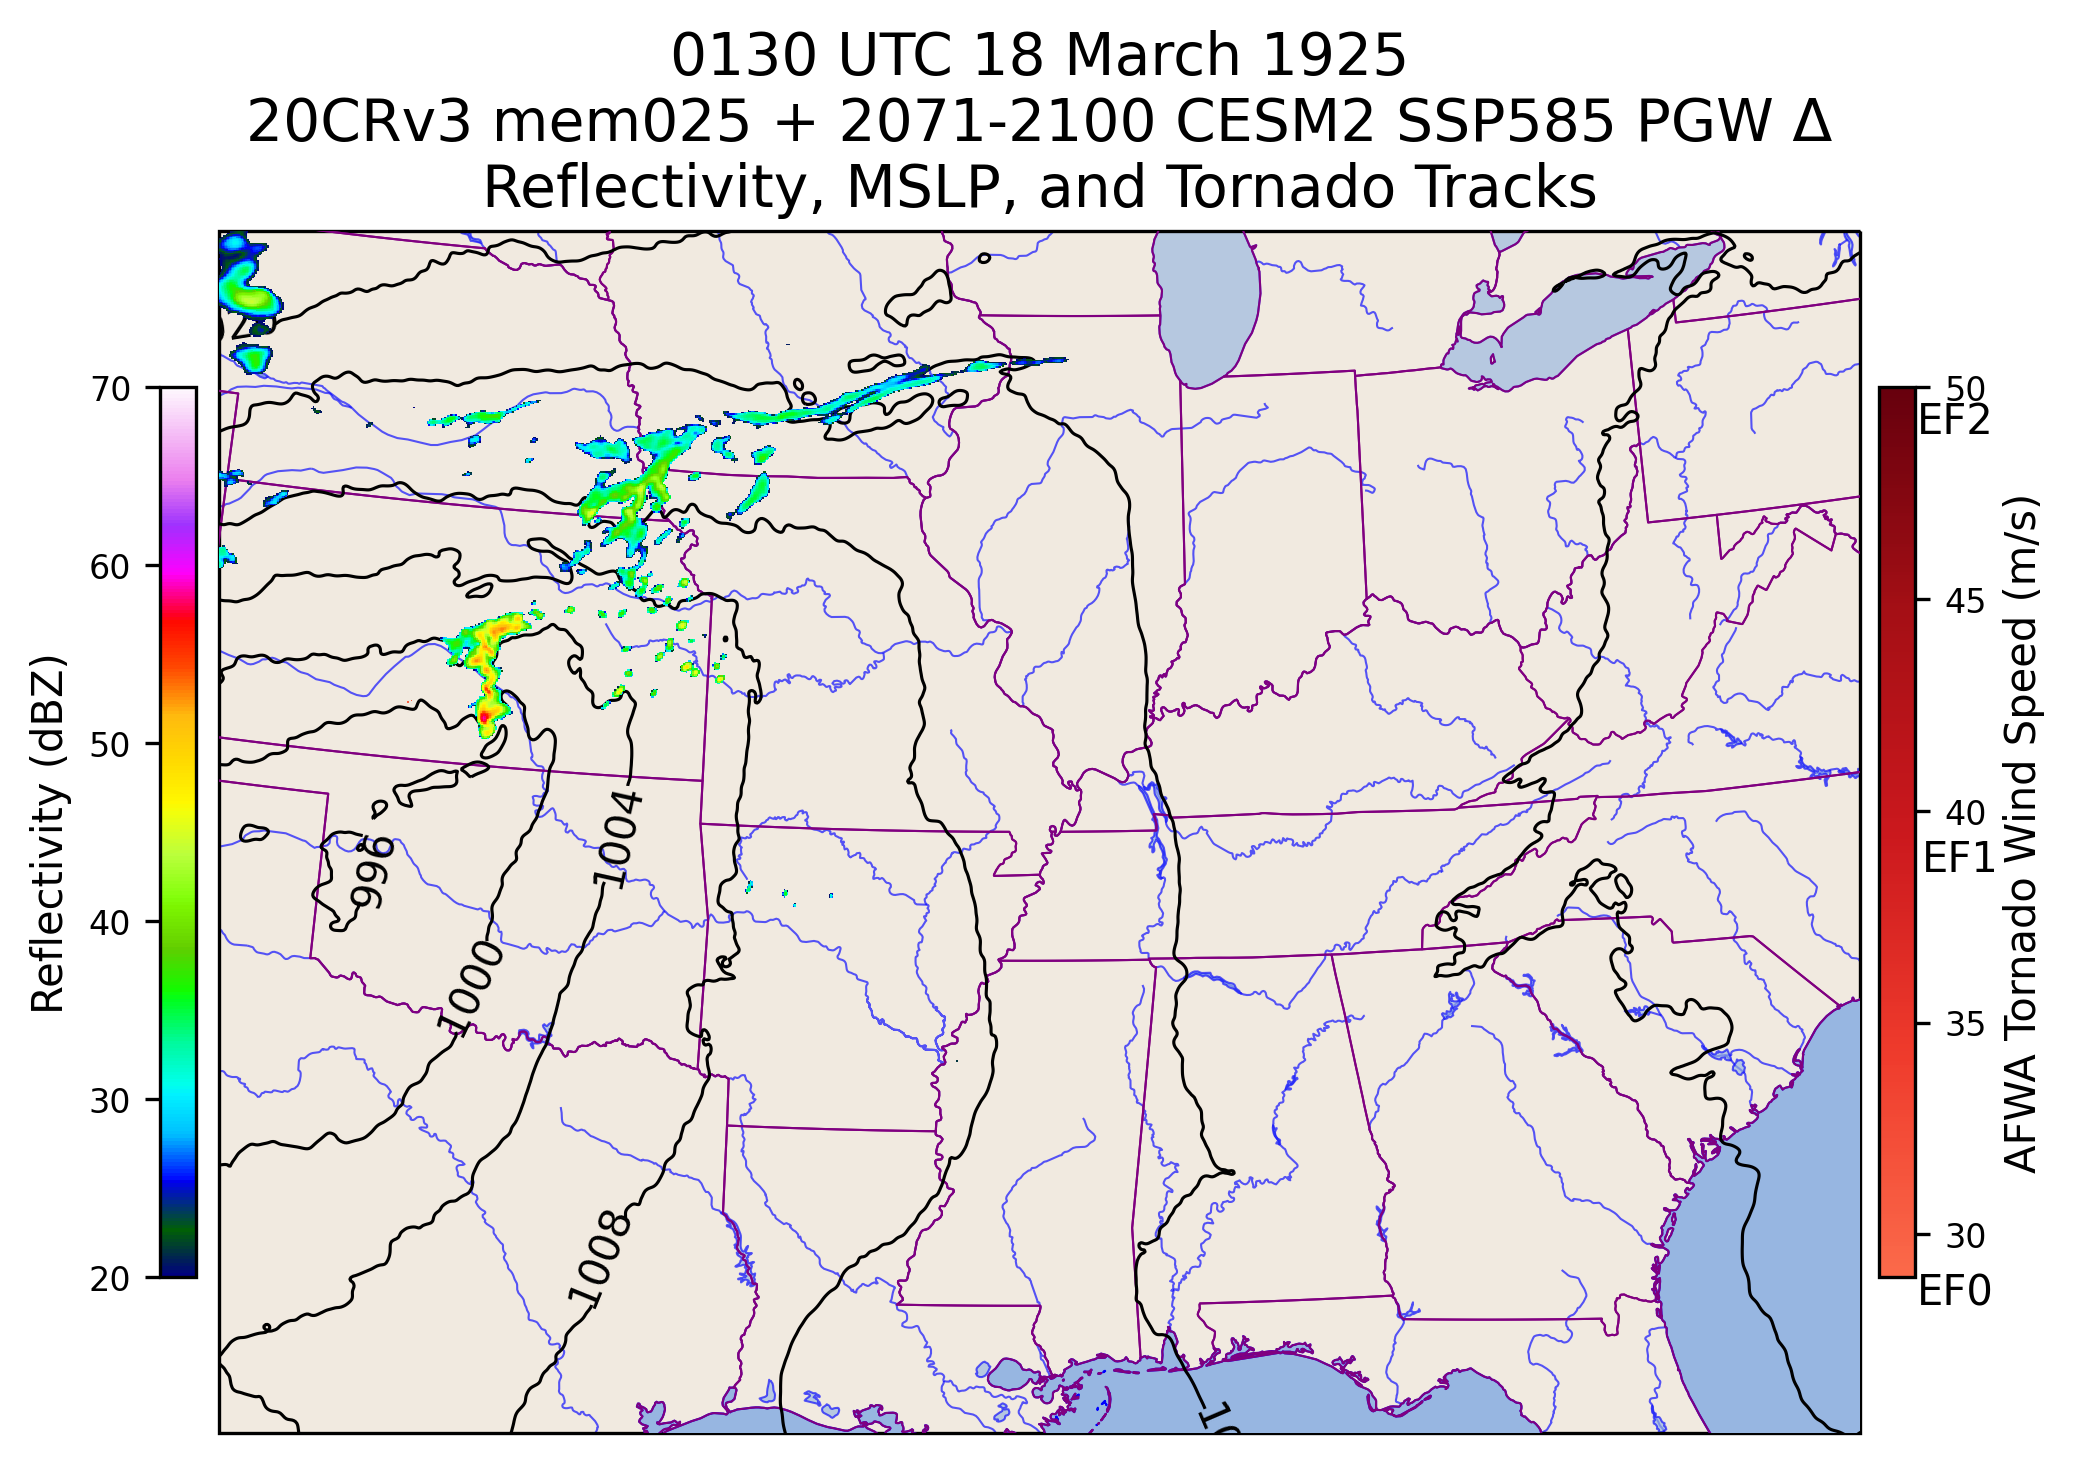 0130 UTC 18 March 1925
20CRv3 mem025 + 2071-2100 CESM2 SSP585 PGW Δ
Reflectivity, MSLP, and Tornado Tracks
70
60
50
40
30
20
Reflectivity (dBZ)
996
1000
1004
1008
50
EF2
45
40
EF1
35
30
EF0
AFWA Tornado Wind Speed (m/s)